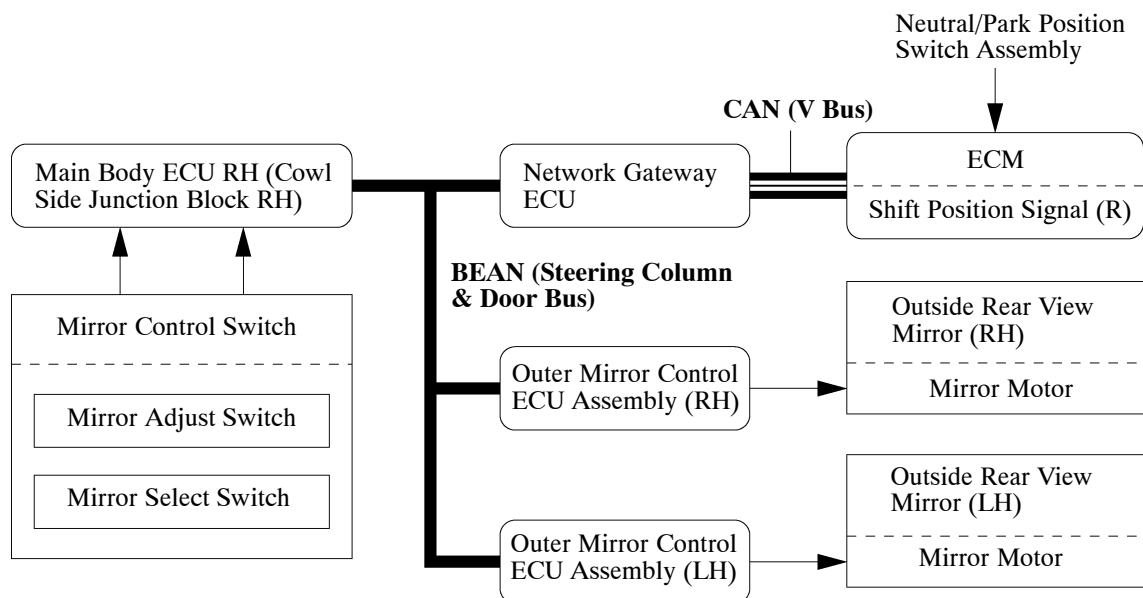 Neutral/Park Position
Switch Assembly
CAN (V Bus)
Main Body ECU RH (Cowl
Side Junction Block RH)
Network Gateway
ECU
ECM
Shift Position Signal (R)
BEAN (Steering Column
& Door Bus)
Mirror Control Switch
Mirror Adjust Switch
Mirror Select Switch
Outer Mirror Control
ECU Assembly (RH)
Outside Rear View
Mirror (RH)
Mirror Motor
Outer Mirror Control
ECU Assembly (LH)
Outside Rear View
Mirror (LH)
Mirror Motor